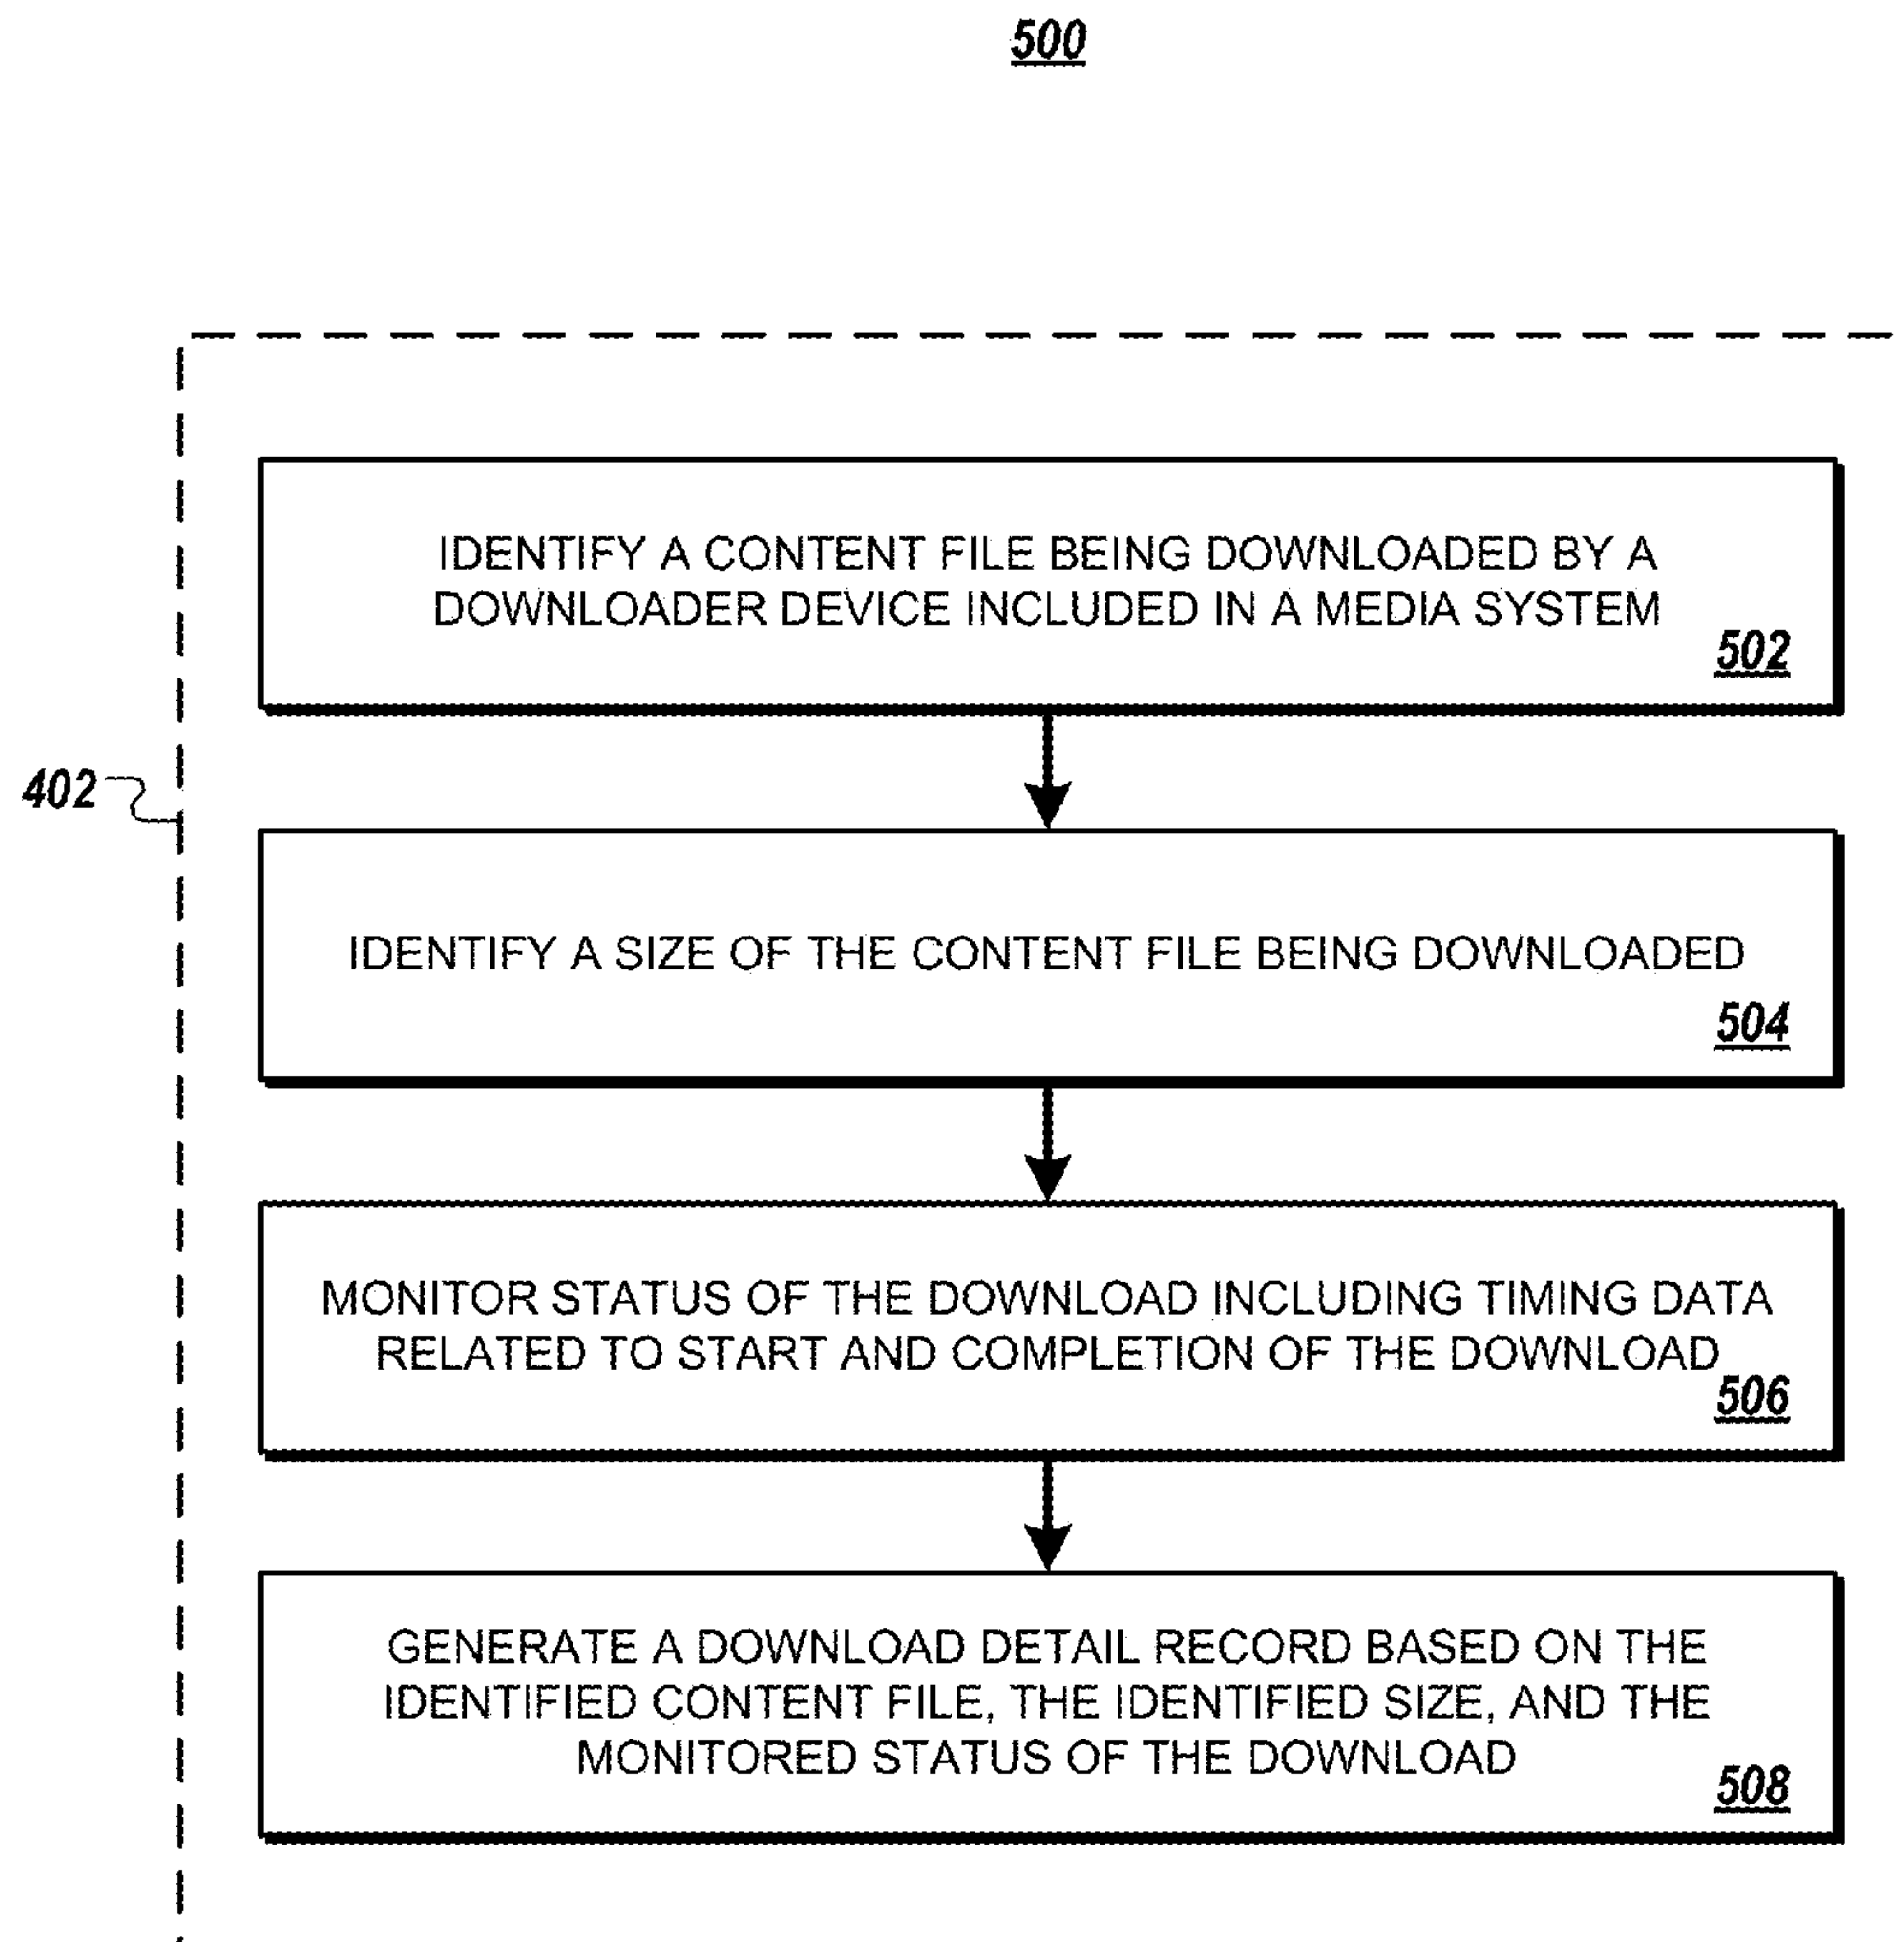 500
IDENTIFY A CONTENT FILE BEING DOWNLOADED BY A
DOWNLOADER DEVICE INCLUDED IN A MEDIA SYSTEM
502
402
IDENTIFY A SIZE OF THE CONTENT FILE BEING DOWNLOADED
504
MONITOR STATUS OF THE DOWNLOAD INCLUDING TIMING DATA
RELATED TO START AND COMPLETION OF THE DOWNLOAD
506
GENERATE A DOWNLOAD DETAIL RECORD BASED ON THE
IDENTIFIED CONTENT FILE, THE IDENTIFIED SIZE, AND THE
MONITORED STATUS OF THE DOWNLOAD
508